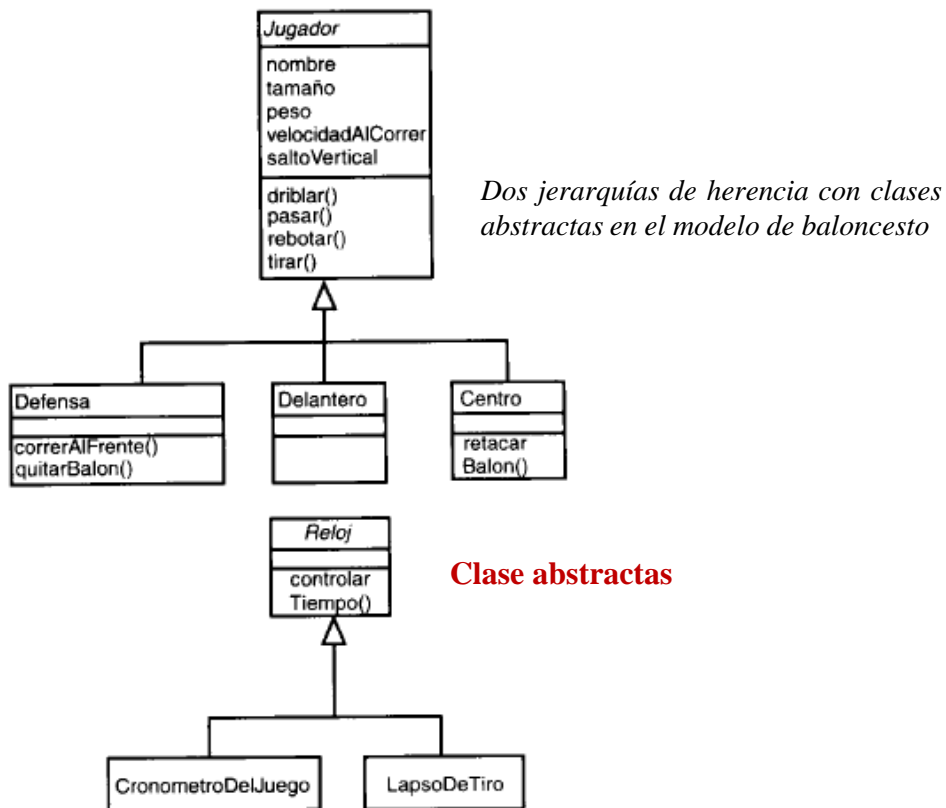 Jugador
nombre
tamaño
peso
velocidadAlCorrer
saltoVertical
driblar()
pasar()
rebotar()
tirar()
Dos jerarquías de herencia con clases
abstractas en el modelo de baloncesto
Defensa
correrAlFrente()
quitarBalon()
Delantero
Centro
retacar
Balon()
Reloj
controlar
Tiempo()
Clase abstractas
CronometroDelJuego
LapsoDeTiro